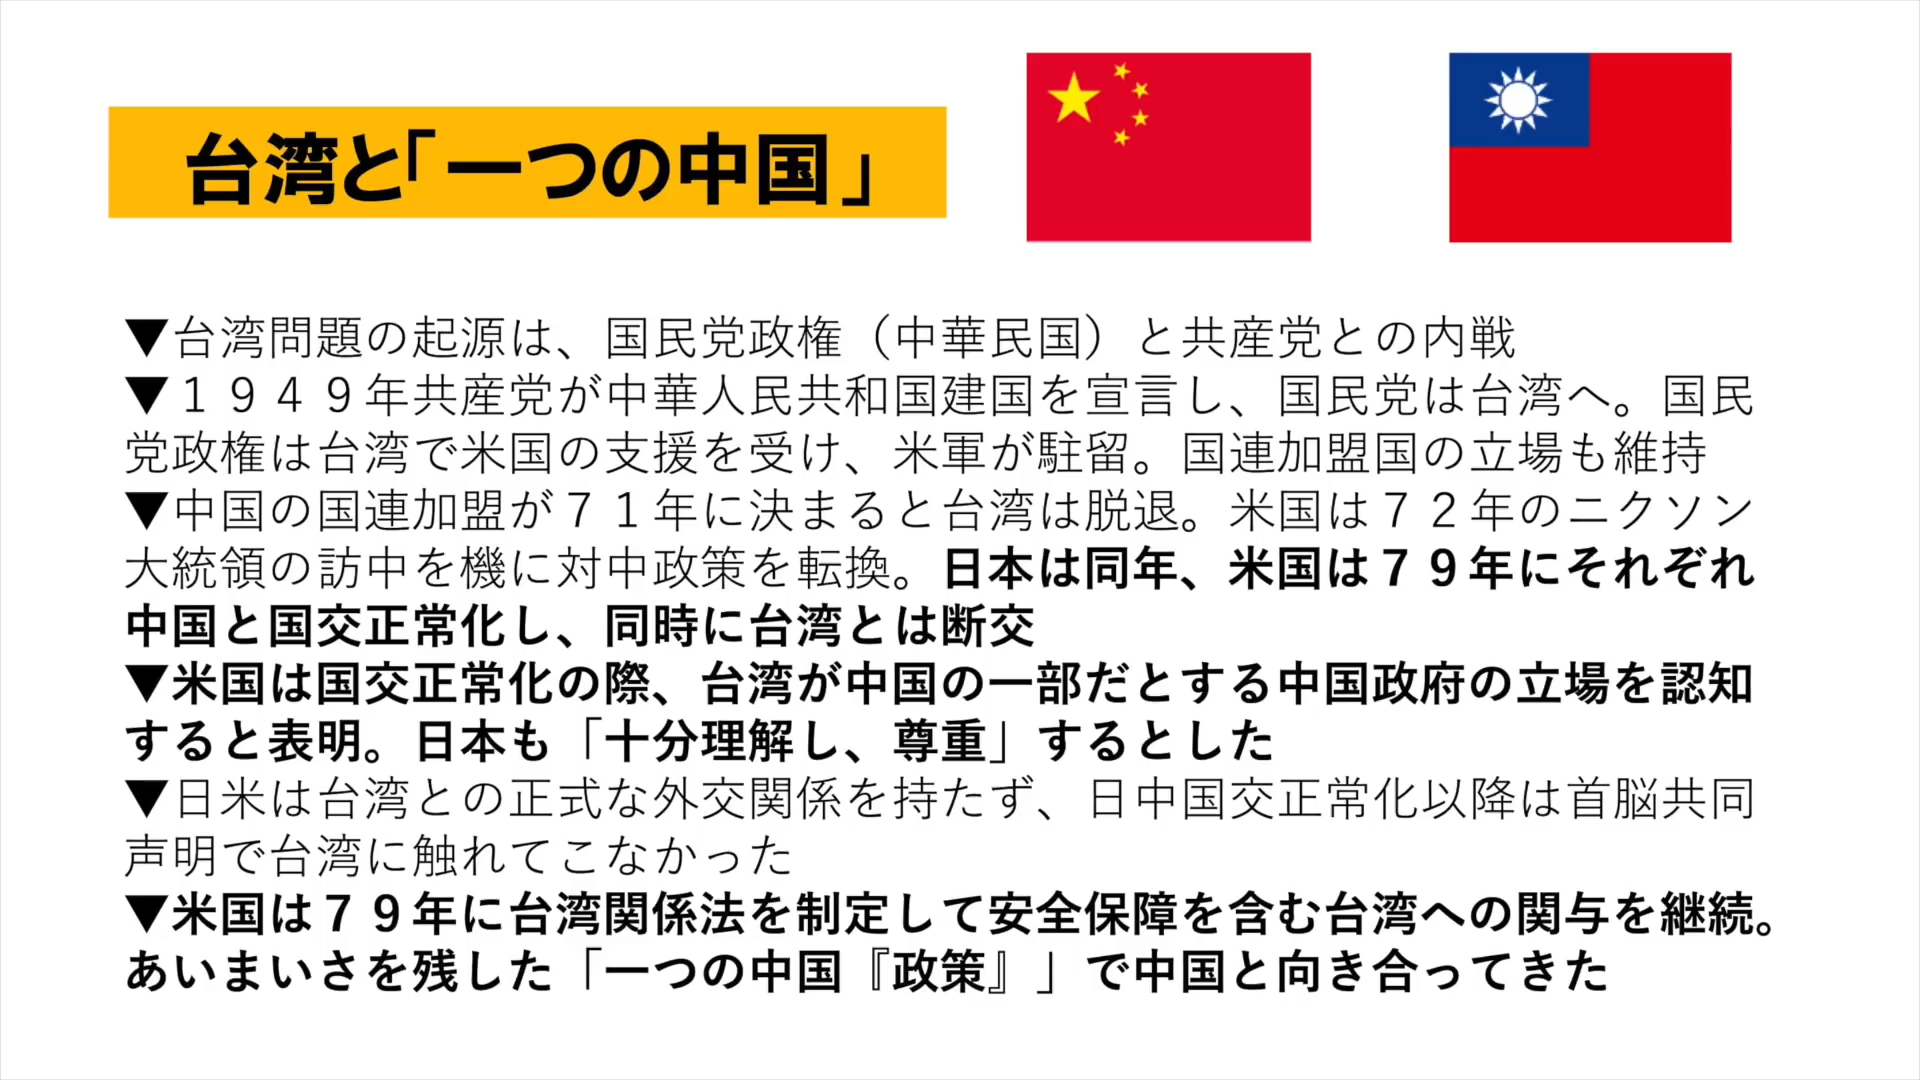 台湾と「一つの中国」
▼台湾問題の起源は、国民党政権（中華民国）と共産党との内戦
▼１９４９年共産党が中華人民共和国建国を宣言し、国民党は台湾へ。国民
党政権は台湾で米国の支援を受け、米軍が駐留。国連加盟国の立場も維持
▼中国の国連加盟が７１年に決まると台湾は脱退。米国は７２年のニクソン
大統領の訪中を機に対中政策を転換。日本は同年、米国は７９年にそれぞれ
中国と国交正常化し、同時に台湾とは断交
▼米国は国交正常化の際、台湾が中国の一部だとする中国政府の立場を認知
すると表明。日本も「十分理解し、尊重」するとした
▼日米は台湾との正式な外交関係を持たず、日中国交正常化以降は首脳共同
声明で台湾に触れてこなかった
▼米国は７９年に台湾関係法を制定して安全保障を含む台湾への関与を継続。
あいまいさを残した「一つの中国『政策』」で中国と向き合ってきた